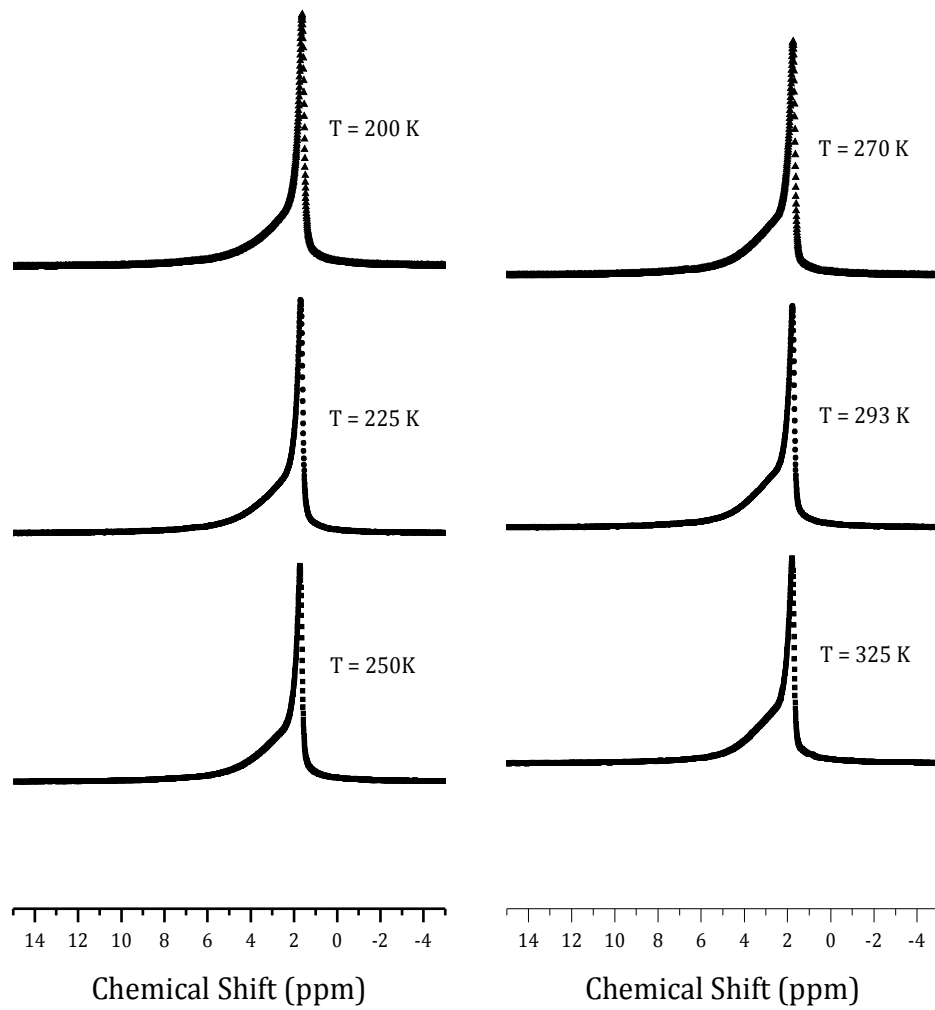 T = 200 K
T = 225 K
T = 250K
14 12 10 8 6 4 2 0 -2 -4
Chemical Shift (ppm)
T = 270 K
T = 293 K
T = 325 K
14 12 10 8 6 4 2 0 -2 -4
Chemical Shift (ppm)